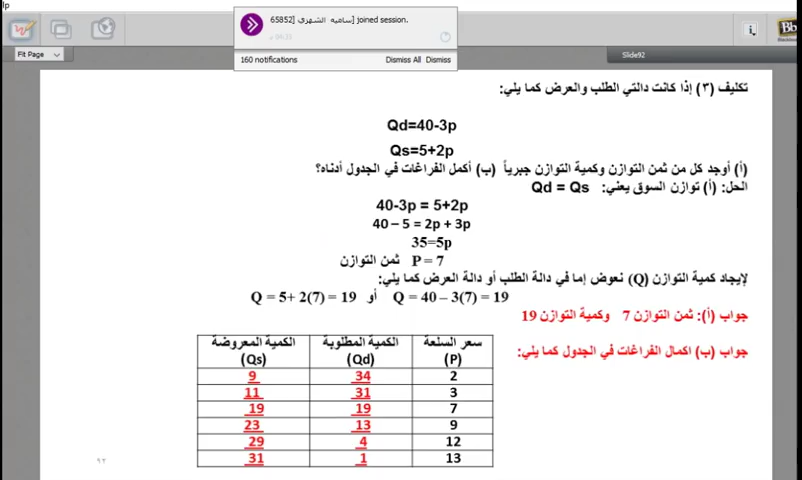 lp
[65852] ساميه الشهري] joined session.
160 notifications Dismiss All Dismiss
Fit Page
Slide92
Bb
تكليف (٣) إذا كانت دالتي الطلب والعرض كما يلي:
Qd=40-3p
Qs=5+2p
(أ) أوجد كل من ثمن التوازن وكمية التوازن جبرياً (ب) أكمل الفراغات في الجدول أدناه؟
الحل: (أ) توازن السوق يعني: Qd = Qs
40-3p = 5+2p
40 – 5 = 2p + 3p
35=5p
P = 7 ثمن التوازن
لإيجاد كمية التوازن (Q) نعوض إما في دالة الطلب أو دالة العرض كما يلي:
Q = 40 – 3(7) = 19 أو Q = 5+ 2(7) = 19
جواب (أ): ثمن التوازن 7 وكمية التوازن 19
جواب (ب) اكمال الفراغات في الجدول كما يلي:
سعر السلعة (P) الكمية المطلوبة (Qd) الكمية المعروضة (Qs)
2 34 9
3 31 11
7 19 19
9 13 23
12 4 29
13 1 31
٩٢